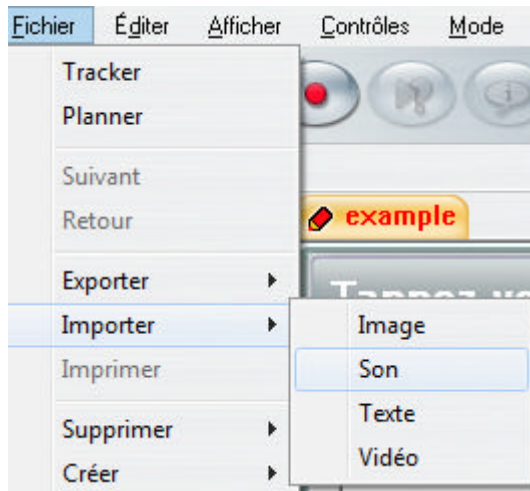 Fichier Éditer Afficher Contrôles Mode
Tracker
Planner
Suivant
Retour
example
Exporter
Tappez
Importer
Image
Imprimer
Son
Supprimer
Texte
Créer
Vidéo